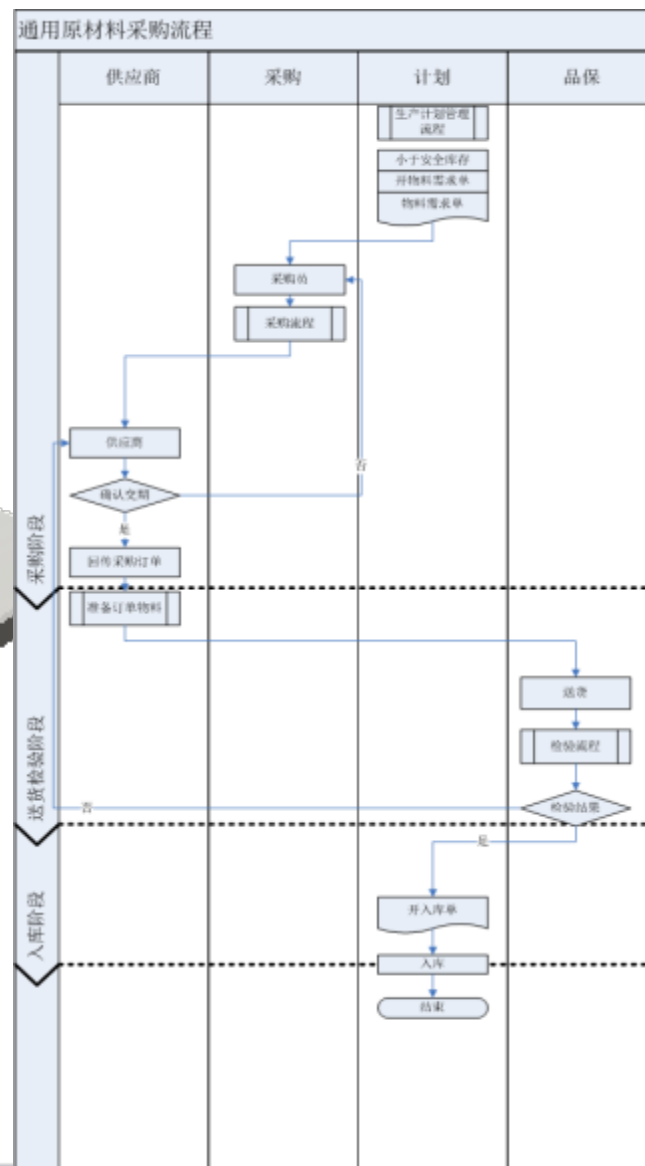 通用原材料采购流程
供应商
采购
计划
品保
生产计划管理
流程
小于安全库存
开物料需求单
物料需求单
采购员
采购流程
供应商
否
确认交期
是
采购阶段
回传采购订单
准备订单物料
送货
送货检验阶段
检验流程
否
检验结果
是
入库阶段
开入库单
入库
结束